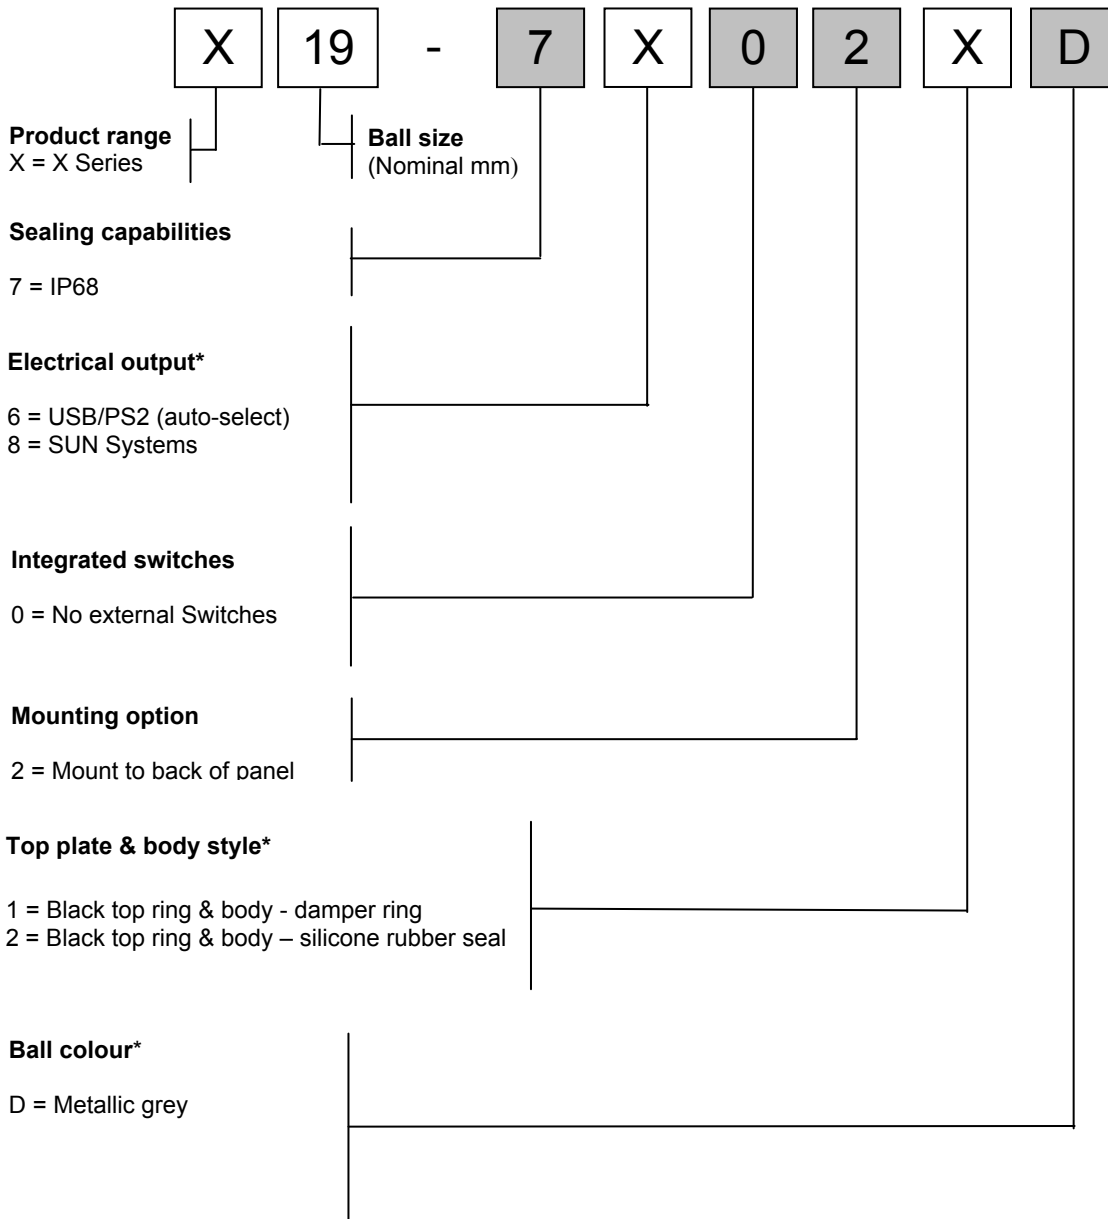 X 19 - 7 X 0 2 X D
Product range
X = X Series
Ball size
(Nominal mm)
Sealing capabilities
7 = IP68
Electrical output*
6 = USB/PS2 (auto-select)
8 = SUN Systems
Integrated switches
0 = No external Switches
Mounting option
2 = Mount to back of panel
Top plate & body style*
1 = Black top ring & body - damper ring
2 = Black top ring & body – silicone rubber seal
Ball colour*
D = Metallic grey